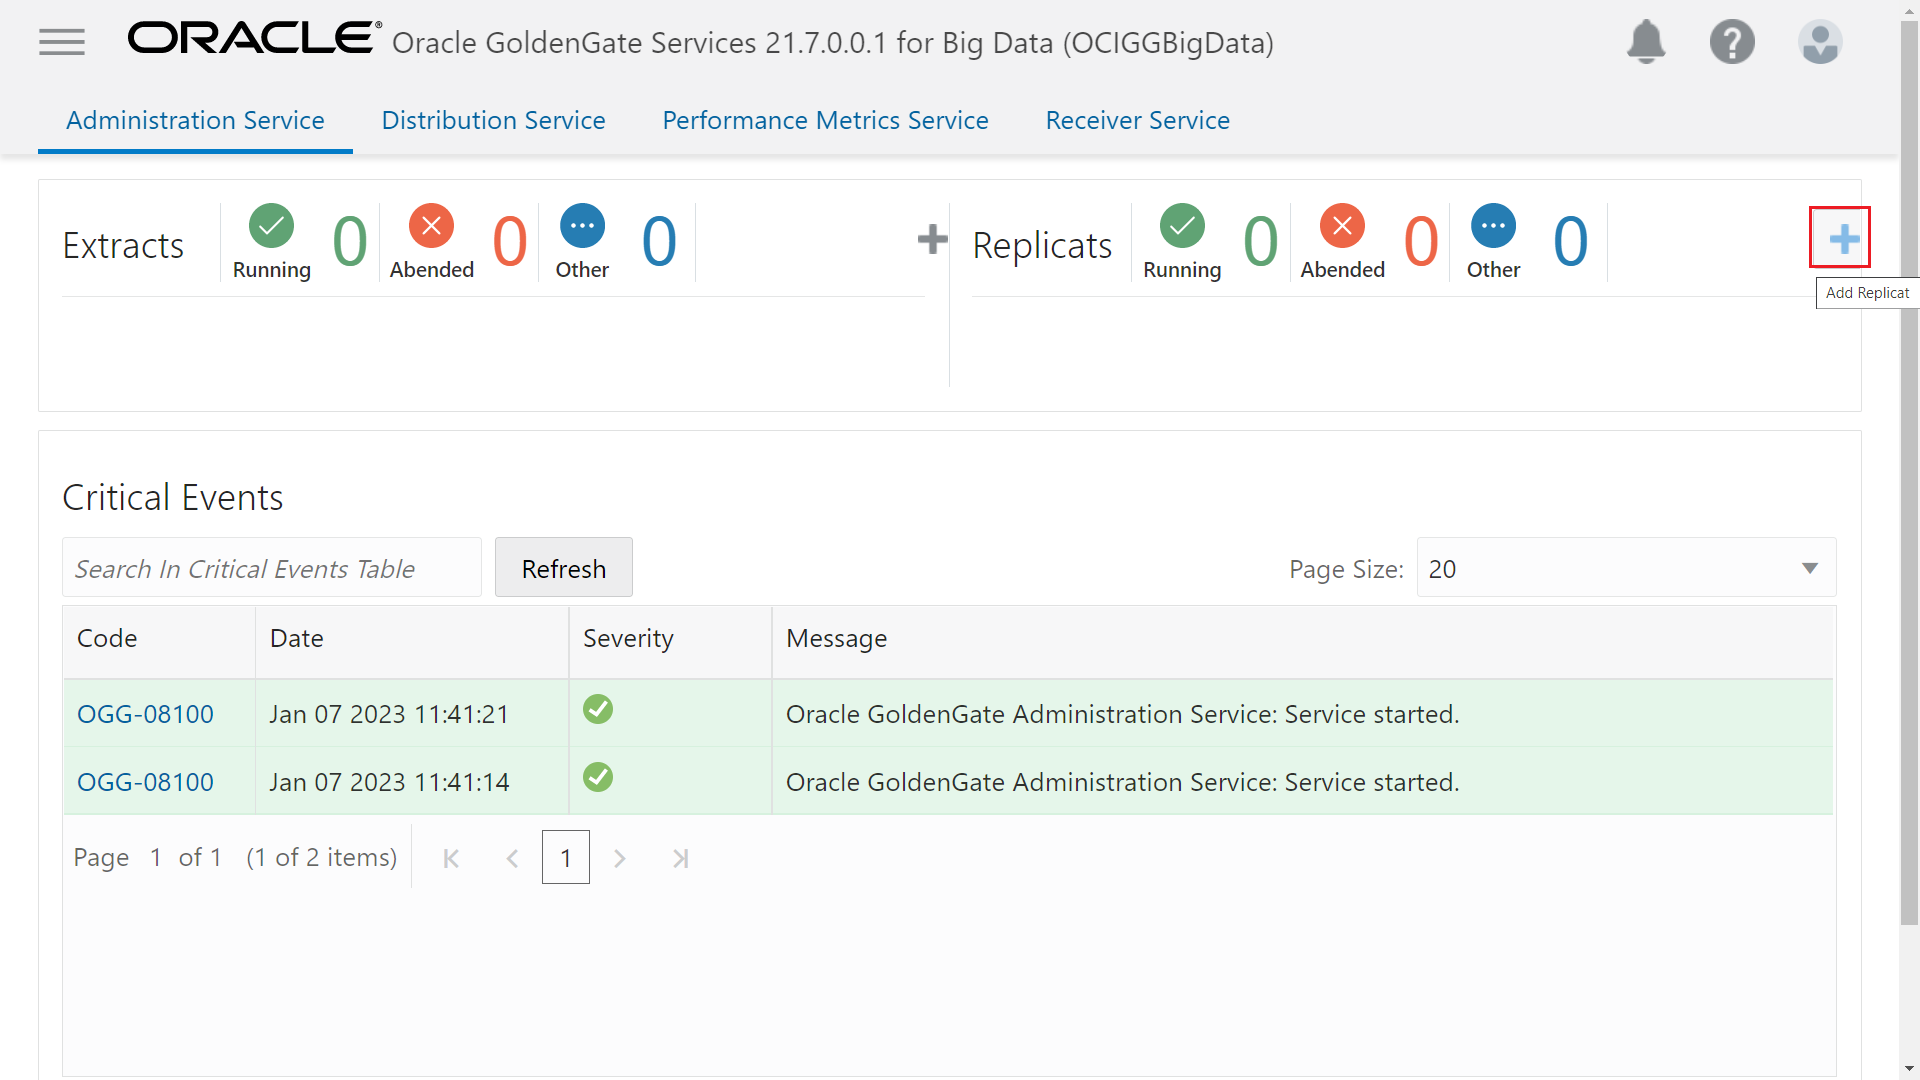 ORACLE® Oracle GoldenGate Services 21.7.0.0.1 for Big Data (OCIGGBigData)
Administration Service Distribution Service Performance Metrics Service Receiver Service
Extracts Running 0 Abended 0 Other 0
Replicats Running 0 Abended 0 Other 0
Add Replicat
Critical Events
Search In Critical Events Table Refresh Page Size: 20
Code Date Severity Message
OGG-08100 Jan 07 2023 11:41:21 Oracle GoldenGate Administration Service: Service started.
OGG-08100 Jan 07 2023 11:41:14 Oracle GoldenGate Administration Service: Service started.
Page 1 of 1 (1 of 2 items) 1